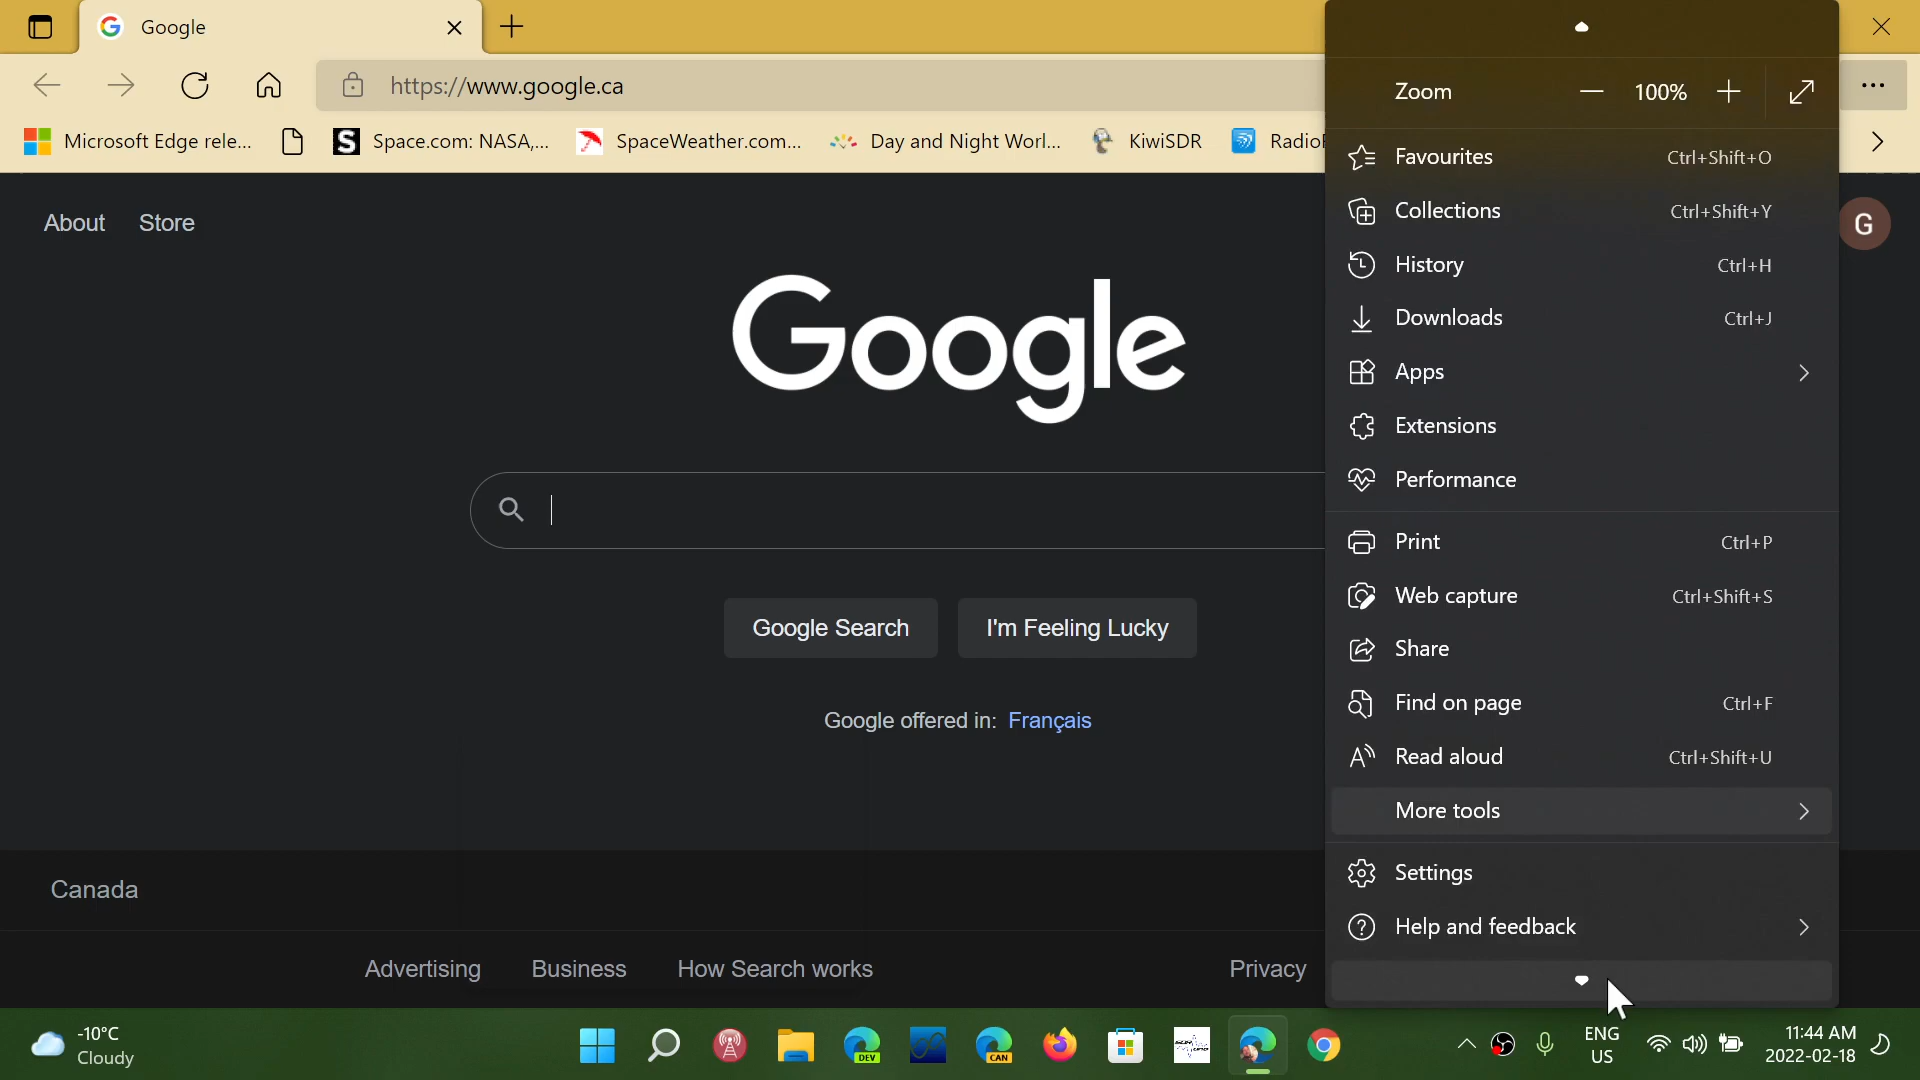 Google
https://www.google.ca
Microsoft Edge rele...
Space.com: NASA,...
SpaceWeather.com...
Day and Night Worl...
KiwiSDR
About
Store
Google
Google Search
I'm Feeling Lucky
Google offered in: Français
Canada
Advertising
Business
How Search works
Privacy
Zoom
100%
Favourites Ctrl+Shift+O
Collections Ctrl+Shift+Y
History Ctrl+H
Downloads Ctrl+J
Apps
Extensions
Performance
Print Ctrl+P
Web capture Ctrl+Shift+S
Share
Find on page Ctrl+F
Read aloud Ctrl+Shift+U
More tools
Settings
Help and feedback
G
-10°C
Cloudy
DEV
CAN
ENG
US
11:44 AM
2022-02-18